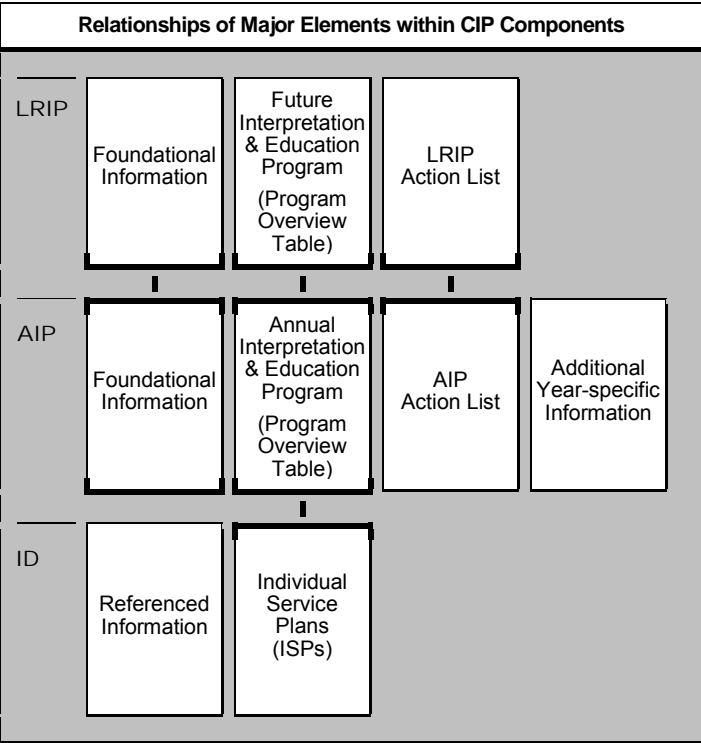 Relationships of Major Elements within CIP Components
LRIP
Foundational
Information
Future
Interpretation
& Education
Program
(Program
Overview
Table)
LRIP
Action List
AIP
Foundational
Information
Annual
Interpretation
& Education
Program
(Program
Overview
Table)
AIP
Action List
Additional
Year-specific
Information
ID
Referenced
Information
Individual
Service
Plans
(ISPs)